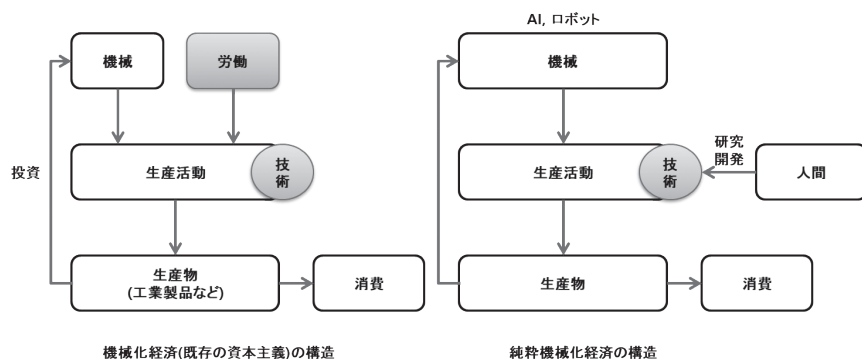 機械
労働
投資
生産活動
技
術
生産物
(工業製品など)
消費
機械化経済(既存の資本主義)の構造
AI, ロボット
機械
生産活動
技
術
研究
開発
人間
生産物
消費
純粋機械化経済の構造